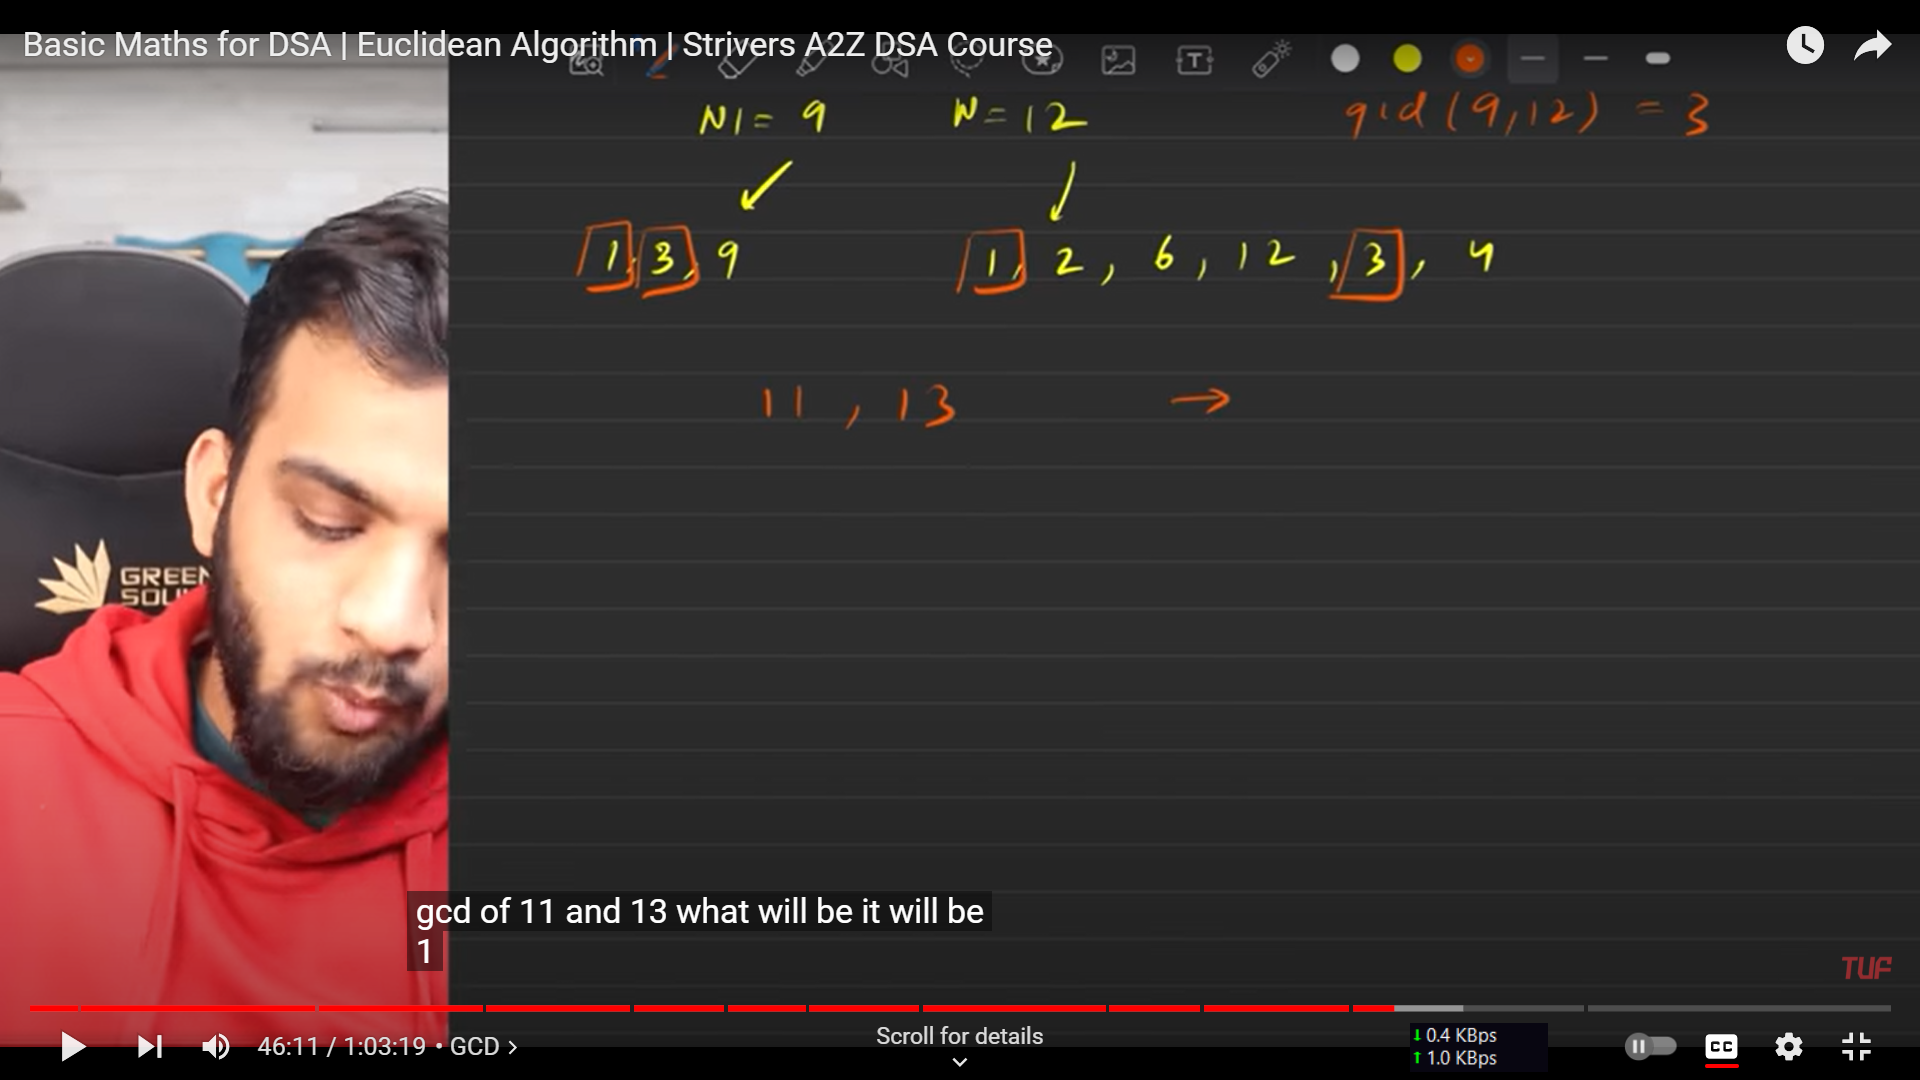 Basic Maths for DSA | Euclidean Algorithm | Strivers A2Z DSA Course
N1 = 9 N = 12 gcd (9,12) = 3
1, 3, 9 1, 2, 6, 12, 3, 4
11, 13 →
GREEN
SOU
gcd of 11 and 13 what will be it will be
1
TUF
46:11 / 1:03:19 • GCD >
Scroll for details
↓ 0.4 KBps
↑ 1.0 KBps
CC